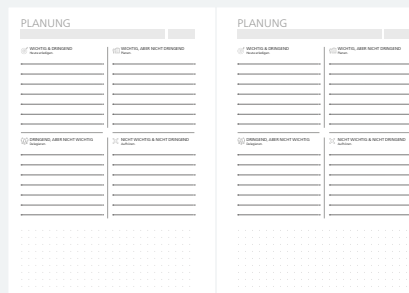 PLANUNG
WICHTIG & DRINGEND
Heute erledigen.
WICHTIG, ABER NICHT DRINGEND
Planen.
DRINGEND, ABER NICHT WICHTIG
Delegieren.
NICHT WICHTIG & NICHT DRINGEND
Auflisten.
PLANUNG
WICHTIG & DRINGEND
Heute erledigen.
WICHTIG, ABER NICHT DRINGEND
Planen.
DRINGEND, ABER NICHT WICHTIG
Delegieren.
NICHT WICHTIG & NICHT DRINGEND
Auflisten.